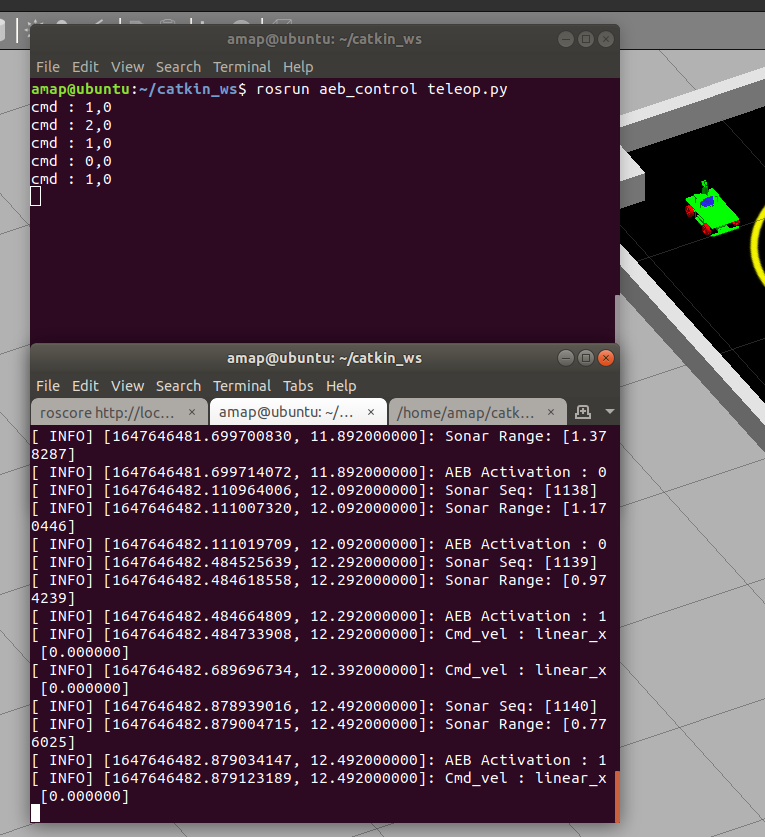 amap@ubuntu: ~/catkin_ws
File Edit View Search Terminal Help
amap@ubuntu:~/catkin_ws$ rosrun aeb_control teleop.py
cmd : 1,0
cmd : 2,0
cmd : 1,0
cmd : 0,0
cmd : 1,0
amap@ubuntu: ~/catkin_ws
File Edit View Search Terminal Tabs Help
roscore http://loc... × amap@ubuntu: ~/... × /home/amap/catk... ×
[ INFO] [1647646481.699700830, 11.892000000]: Sonar Range: [1.37
8287]
[ INFO] [1647646481.699714072, 11.892000000]: AEB Activation : 0
[ INFO] [1647646482.110964006, 12.092000000]: Sonar Seq: [1138]
[ INFO] [1647646482.111007320, 12.092000000]: Sonar Range: [1.17
0446]
[ INFO] [1647646482.111019709, 12.092000000]: AEB Activation : 0
[ INFO] [1647646482.484525639, 12.292000000]: Sonar Seq: [1139]
[ INFO] [1647646482.484618558, 12.292000000]: Sonar Range: [0.97
4239]
[ INFO] [1647646482.484664809, 12.292000000]: AEB Activation : 1
[ INFO] [1647646482.484733908, 12.292000000]: Cmd_vel : linear_x
[0.000000]
[ INFO] [1647646482.689696734, 12.392000000]: Cmd_vel : linear_x
[0.000000]
[ INFO] [1647646482.878939016, 12.492000000]: Sonar Seq: [1140]
[ INFO] [1647646482.879004715, 12.492000000]: Sonar Range: [0.77
6025]
[ INFO] [1647646482.879034147, 12.492000000]: AEB Activation : 1
[ INFO] [1647646482.879123189, 12.492000000]: Cmd_vel : linear_x
[0.000000]